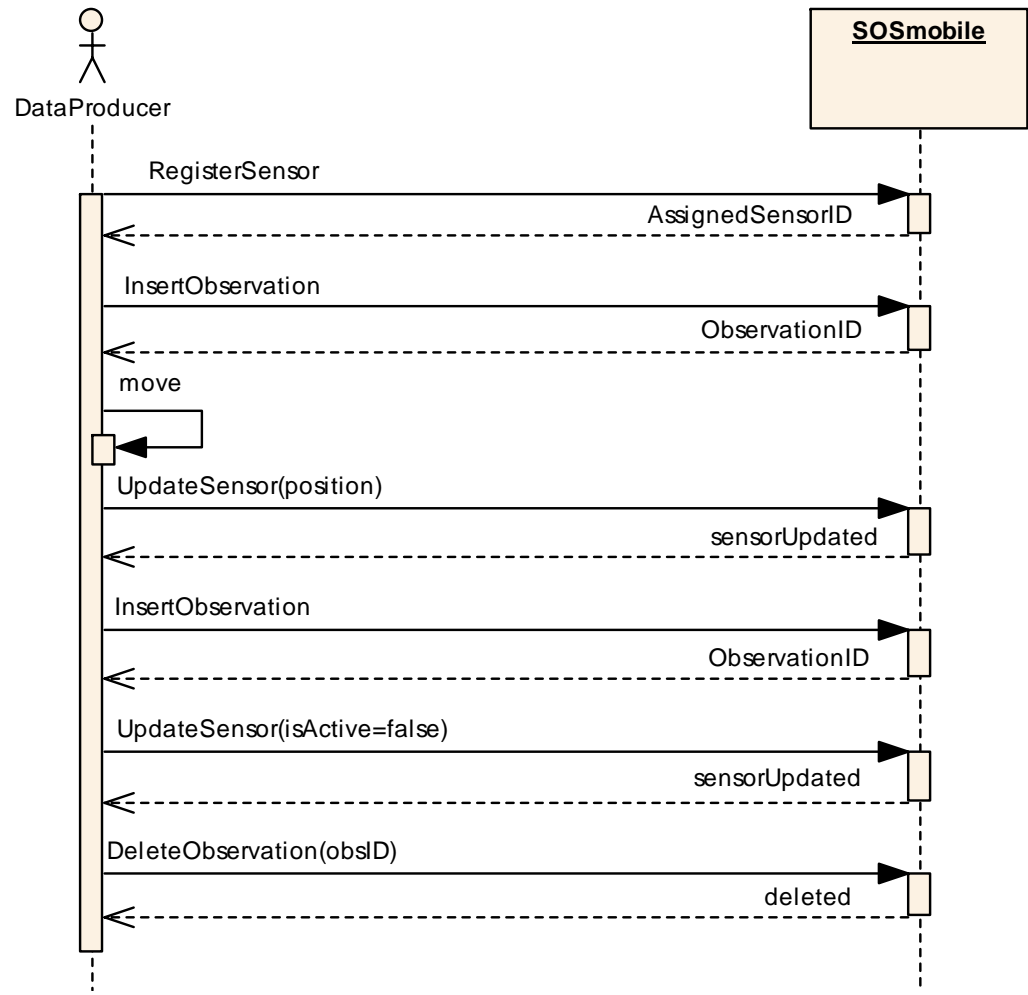 SOSmobile
DataProducer
RegisterSensor
AssignedSensorID
InsertObservation
ObservationID
move
UpdateSensor(position)
sensorUpdated
InsertObservation
ObservationID
UpdateSensor(isActive=false)
sensorUpdated
DeleteObservation(obsID)
deleted